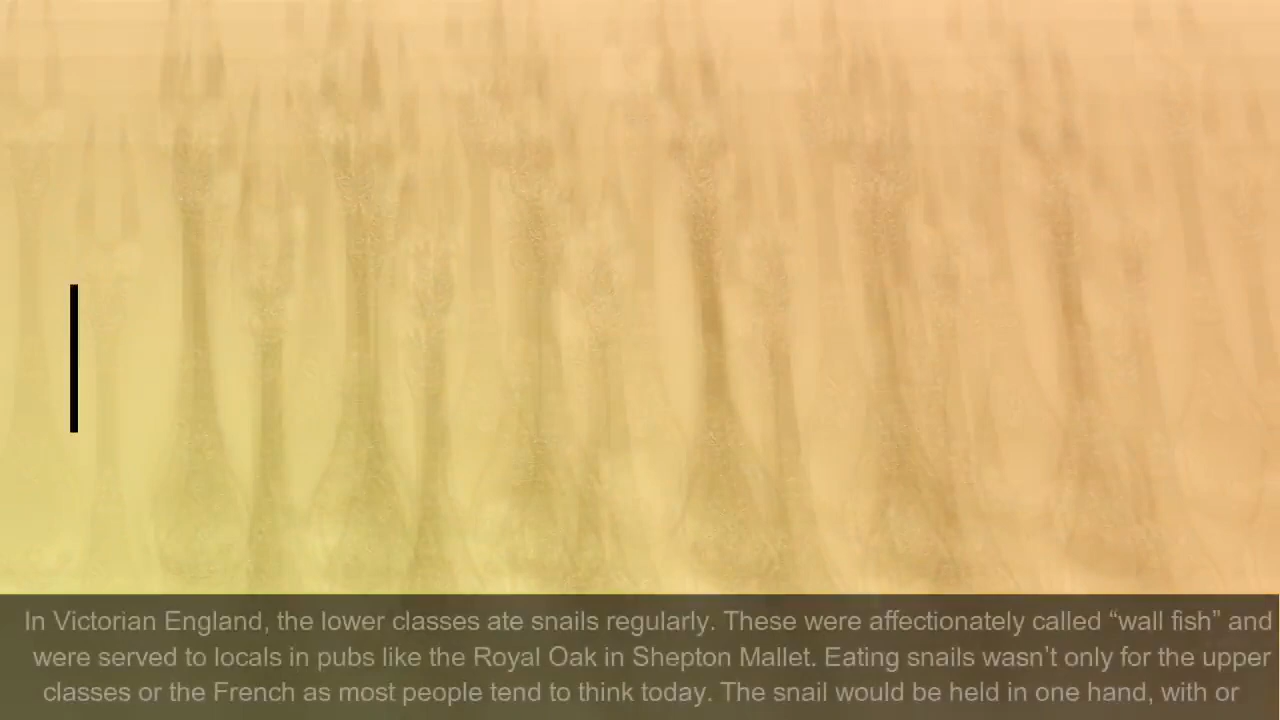 In Victorian England, the lower classes ate snails regularly. These were affectionately called “wall fish” and
were served to locals in pubs like the Royal Oak in Shepton Mallet. Eating snails wasn’t only for the upper
classes or the French as most people tend to think today. The snail would be held in one hand, with or